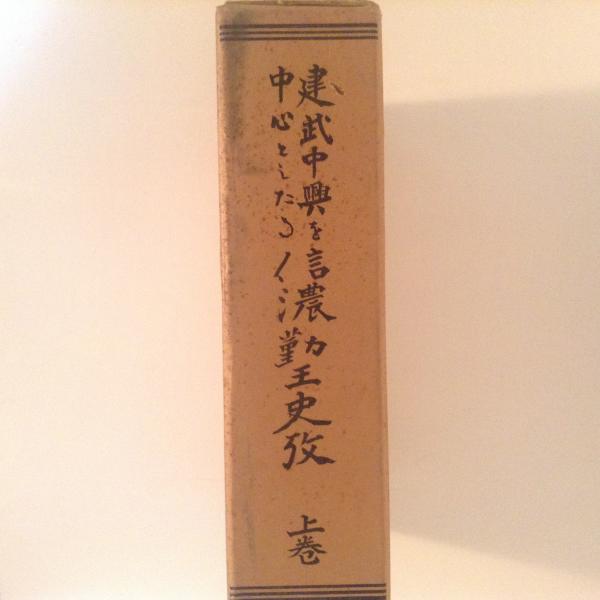 建武中興を
中心としたる
信濃勤王史攷
上巻